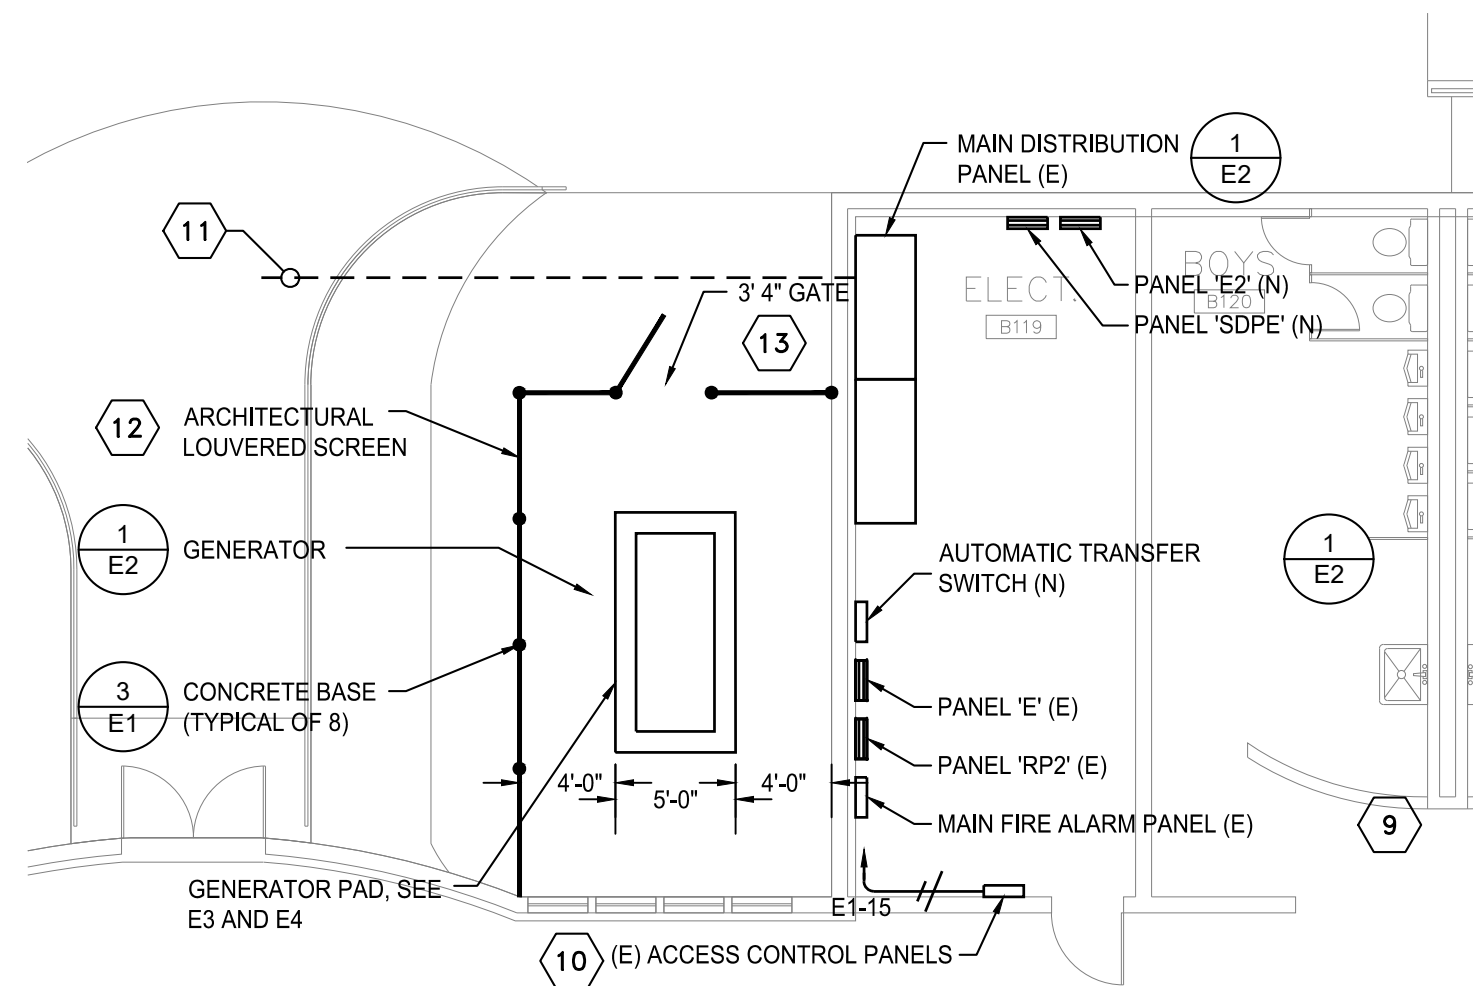 MAIN DISTRIBUTION
PANEL (E)
1
E2
11
3' 4" GATE
13
ELECT.
B119
BOYS
B120
PANEL 'E2' (N)
PANEL 'SDPE' (N)
12
ARCHITECTURAL
LOUVERED SCREEN
1
E2
GENERATOR
AUTOMATIC TRANSFER
SWITCH (N)
1
E2
3
E1
CONCRETE BASE
(TYPICAL OF 8)
PANEL 'E' (E)
PANEL 'RP2' (E)
4'-0"
5'-0"
4'-0"
MAIN FIRE ALARM PANEL (E)
9
GENERATOR PAD, SEE
E3 AND E4
E1-15
10
(E) ACCESS CONTROL PANELS